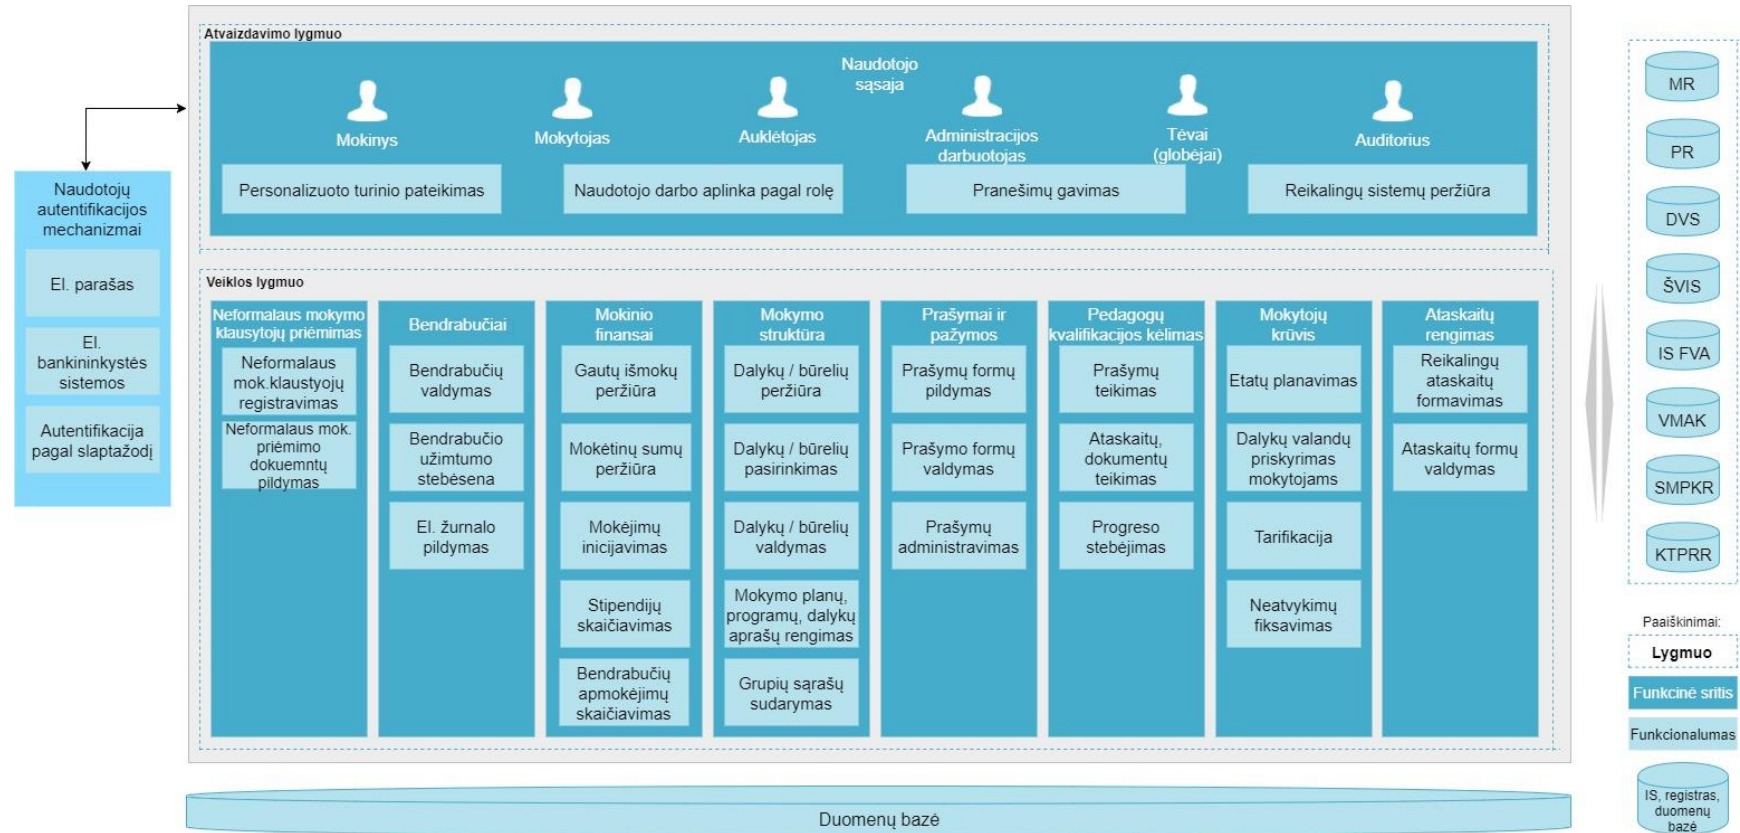 Atvaizdavimo lygmuo
Naudotojo
sąsaja
Mokinys
Mokytojas
Auklėtojas
Administracijos
darbuotojas
Tėvai
(globėjai)
Auditorius
Personalizuoto turinio pateikimas
Naudotojo darbo aplinka pagal rolę
Pranešimų gavimas
Reikalingų sistemų peržiūra
Naudotojų
autentifikacijos
mechanizmai
El. parašas
El.
bankininkystės
sistemos
Autentifikacija
pagal slaptažodį
Veiklos lygmuo
Neformalaus mokymo
klausytojų priėmimas
Neformalaus
mok.klaustyojų
registravimas
Neformalaus mok.
priėmimo
dokuemntų
pildymas
Bendrabučiai
Bendrabučių
valdymas
Bendrabučio
užimtumo
stebėsena
El. žurnalo
pildymas
Mokinio
finansai
Gautų išmokų
peržiūra
Mokėtinų sumų
peržiūra
Mokėjimų
inicijavimas
Stipendijų
skaičiavimas
Bendrabučių
apmokėjimų
skaičiavimas
Mokymo
struktūra
Dalykų / būrelių
peržiūra
Dalykų / būrelių
pasirinkimas
Dalykų / būrelių
valdymas
Mokymo planų,
programų, dalykų
aprašų rengimas
Grupių sąrašų
sudarymas
Prašymai ir
pažymos
Prašymų formų
pildymas
Prašymo formų
valdymas
Prašymų
administravimas
Pedagogų
kvalifikacijos kėlimas
Prašymų
teikimas
Ataskaitų,
dokumentų
teikimas
Progreso
stebėjimas
Mokytojų
krūvis
Etatų planavimas
Dalykų valandų
priskyrimas
mokytojams
Tarifikacija
Neatvykimų
fiksavimas
Ataskaitų
rengimas
Reikalingų
ataskaitų
formavimas
Ataskaitų formų
valdymas
MR
PR
DVS
ŠVIS
IS FVA
VMAK
SMPKR
KTPRR
Paaiškinimai:
Lygmuo
Funkcinė sritis
Funkcionalumas
IS, registras,
duomenų
bazė
Duomenų bazė